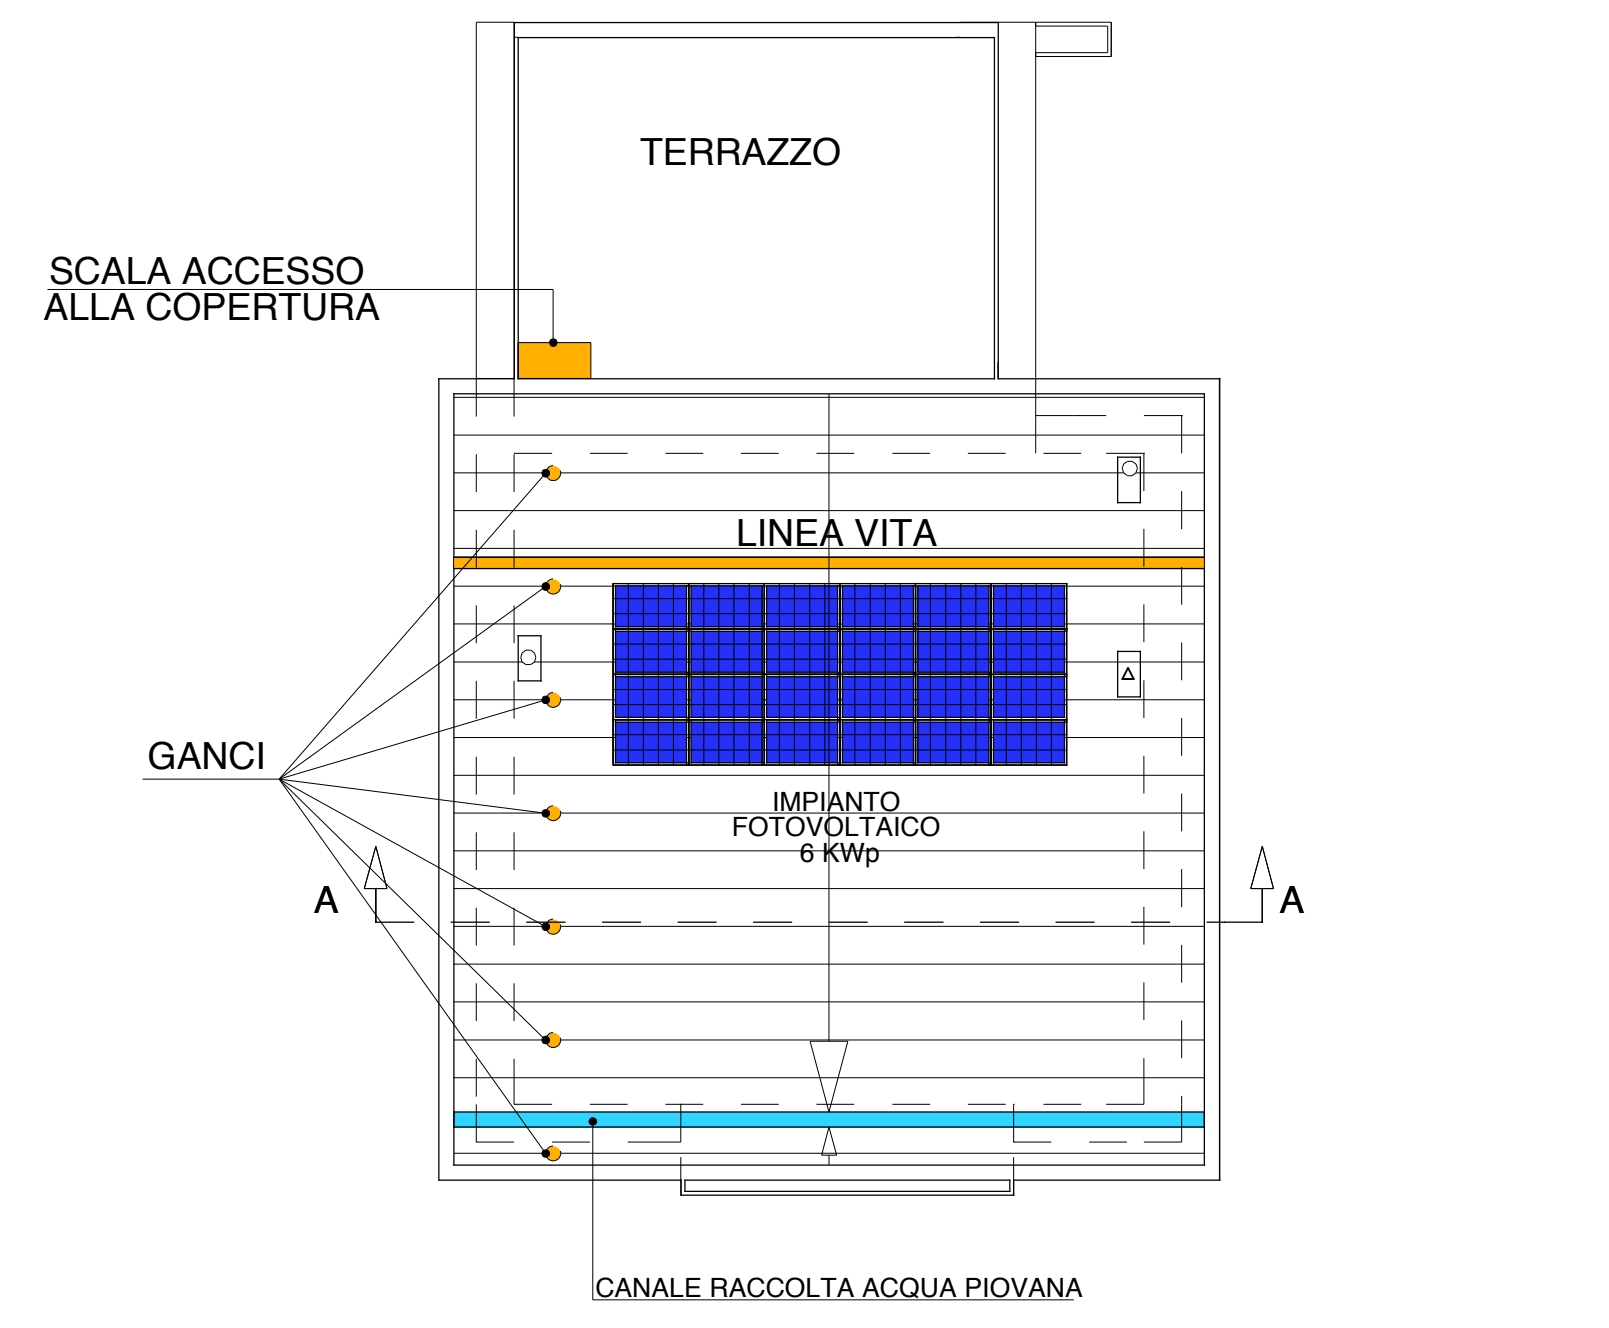 TERRAZZO
SCALA ACCESSO
ALLA COPERTURA
LINEA VITA
GANCI
IMPIANTO
FOTOVOLTAICO
6 KWp
A
A
CANALE RACCOLTA ACQUA PIOVANA